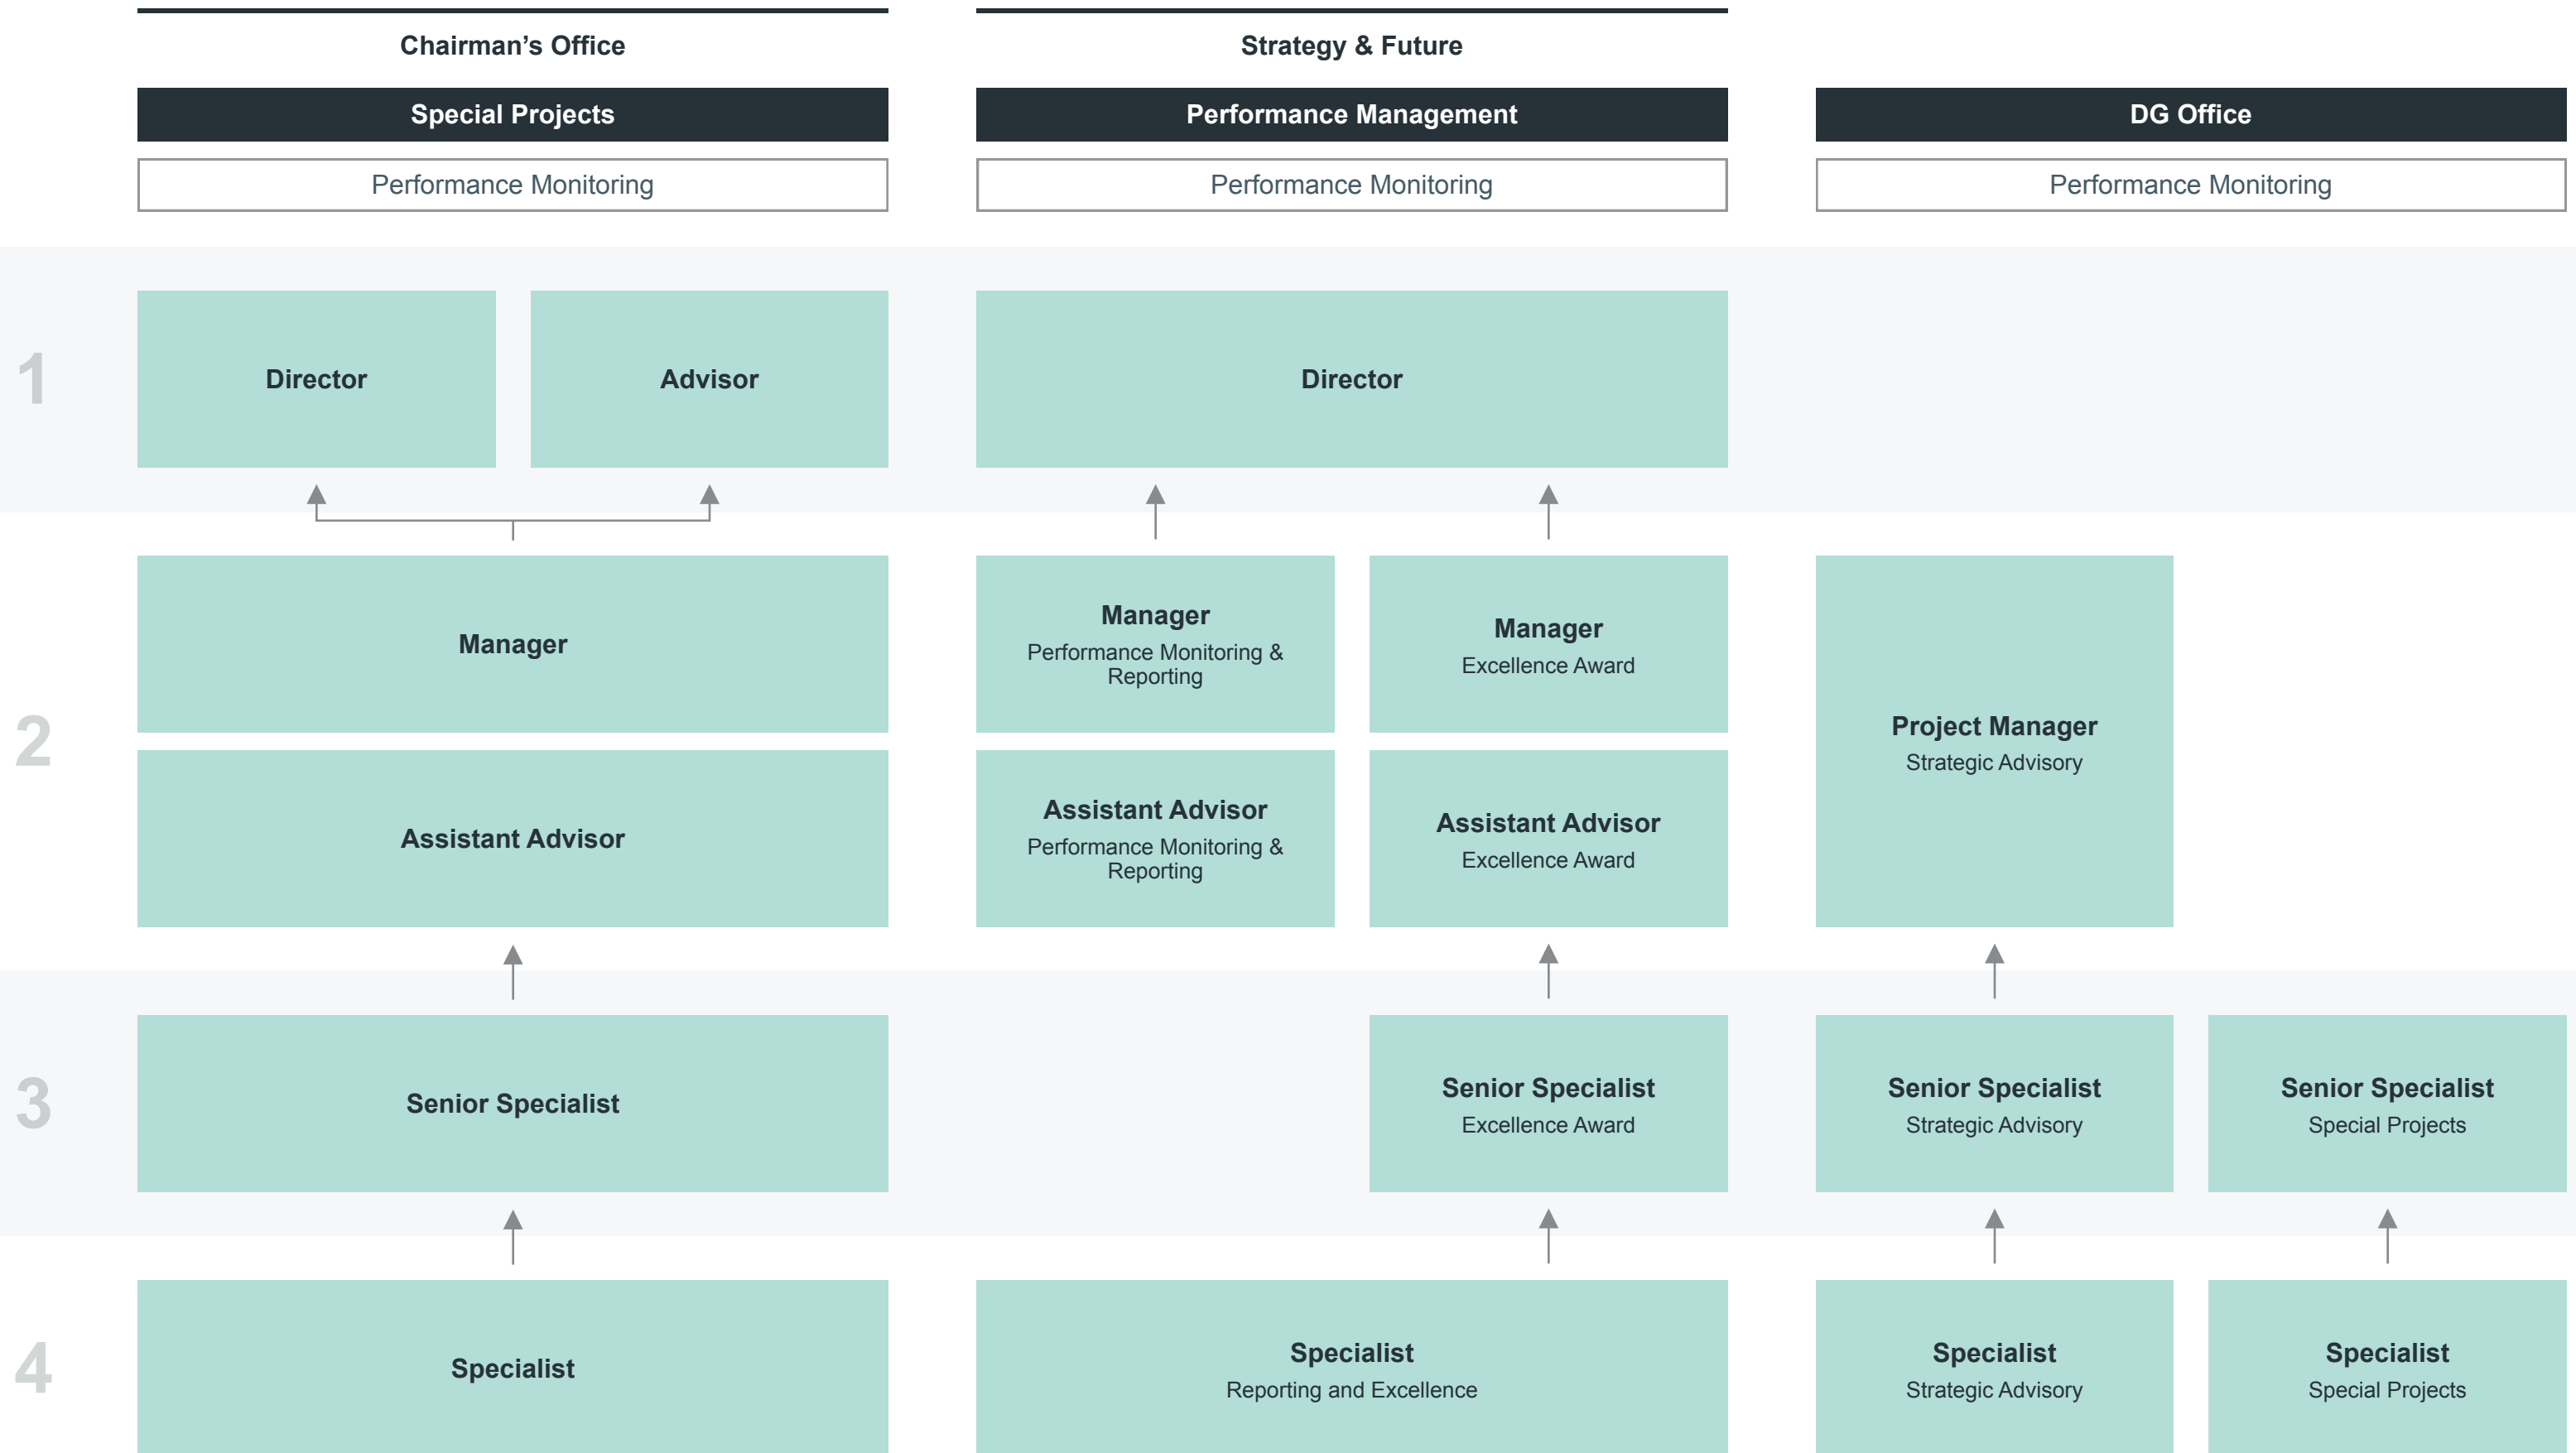 Chairman’s Office
Strategy & Future
Special Projects
Performance Management
DG Office
Performance Monitoring
Performance Monitoring
Performance Monitoring
1
Director
Advisor
Director
2
Manager
Manager
Performance Monitoring &
Reporting
Manager
Excellence Award
Project Manager
Strategic Advisory
Assistant Advisor
Assistant Advisor
Performance Monitoring &
Reporting
Assistant Advisor
Excellence Award
3
Senior Specialist
Senior Specialist
Excellence Award
Senior Specialist
Strategic Advisory
Senior Specialist
Special Projects
4
Specialist
Specialist
Reporting and Excellence
Specialist
Strategic Advisory
Specialist
Special Projects